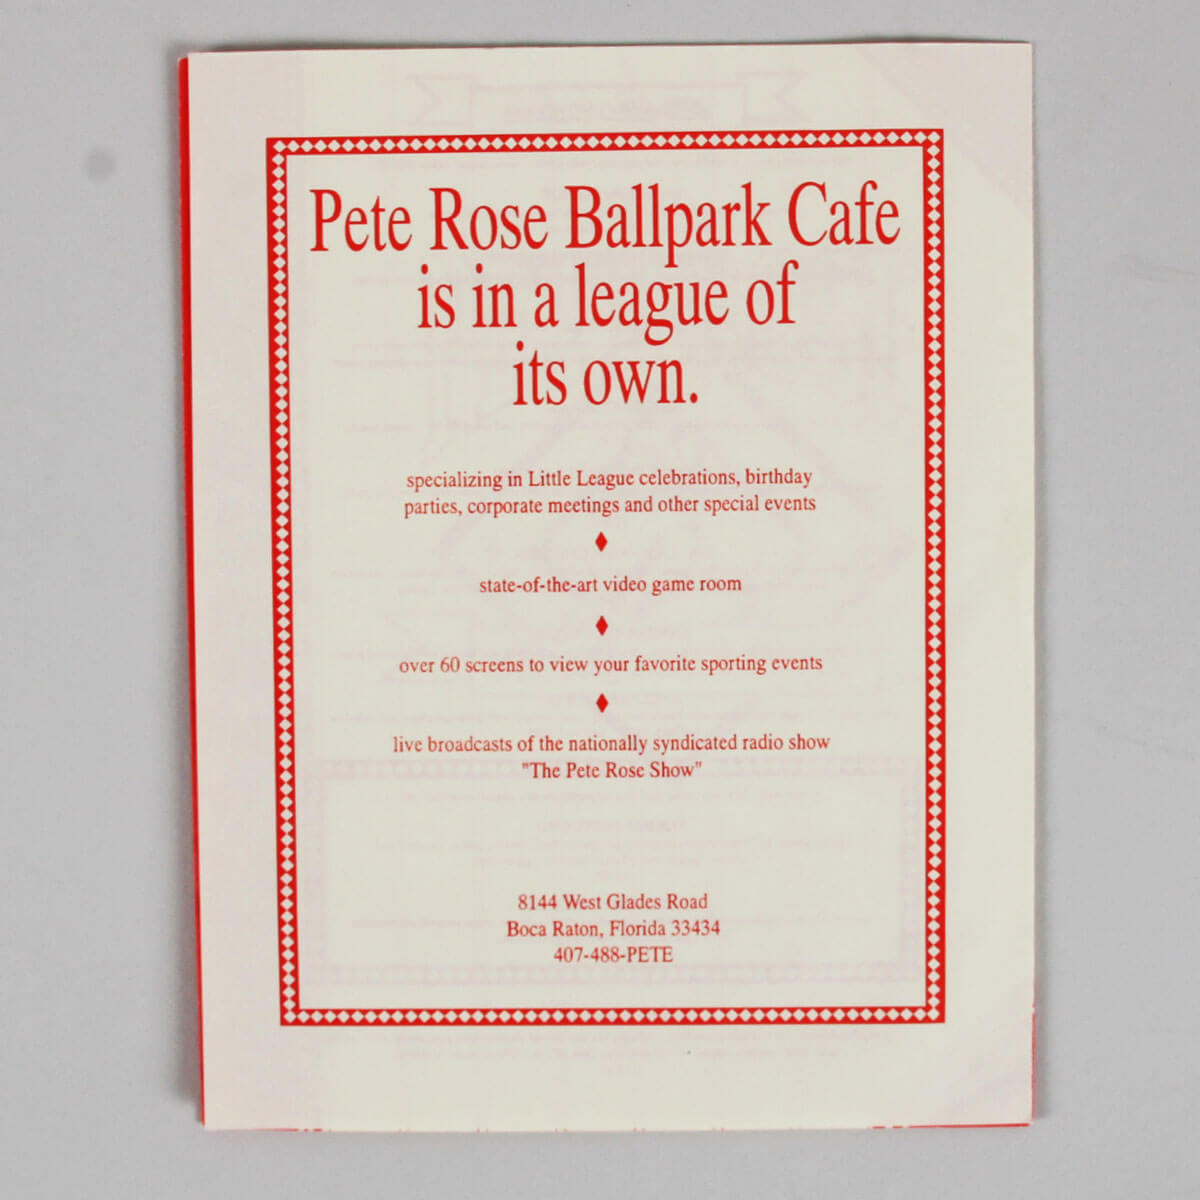 Pete Rose Ballpark Cafe
is in a league of
its own.
specializing in Little League celebrations, birthday
parties, corporate meetings and other special events
state-of-the-art video game room
over 60 screens to view your favorite sporting events
live broadcasts of the nationally syndicated radio show
"The Pete Rose Show"
8144 West Glades Road
Boca Raton, Florida 33434
407-488-PETE